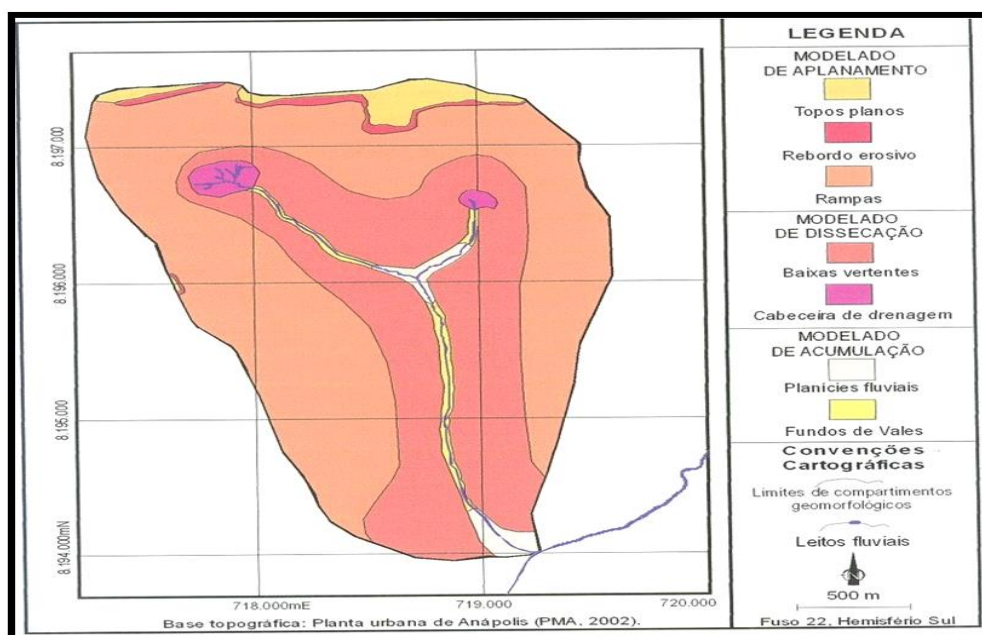 LEGENDA
MODELADO
DE APLANAMENTO
Topos planos
Rebordo erosivo
Rampas
MODELADO
DE DISSECAÇÃO
Baixas vertentes
Cabeceira de drenagem
MODELADO
DE ACUMULAÇÃO
Planícies fluviais
Fundos de Vales
Convenções
Cartográficas
Limites de compartimentos
geomorfológicos
Leitos fluviais
N
500 m
Fuso 22, Hemisfério Sul
8.197.000
8.196.000
8.195.000
8.194.000mN
718.000mE
719.000
720.000
Base topográfica: Planta urbana de Anápolis (PMA, 2002).